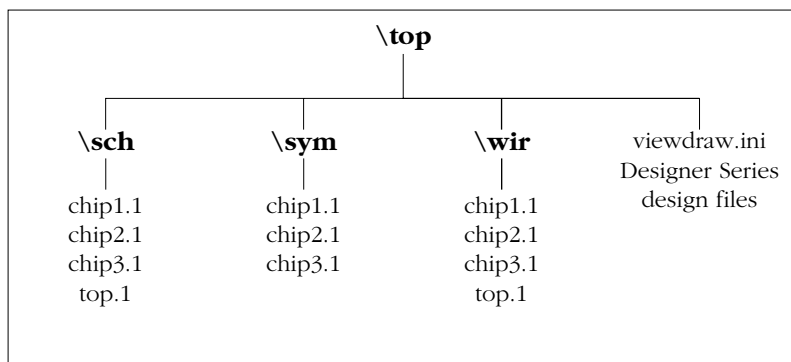 \top
\sch
chip1.1
chip2.1
chip3.1
top.1
\sym
chip1.1
chip2.1
chip3.1
\wir
chip1.1
chip2.1
chip3.1
top.1
viewdraw.ini
Designer Series
design files